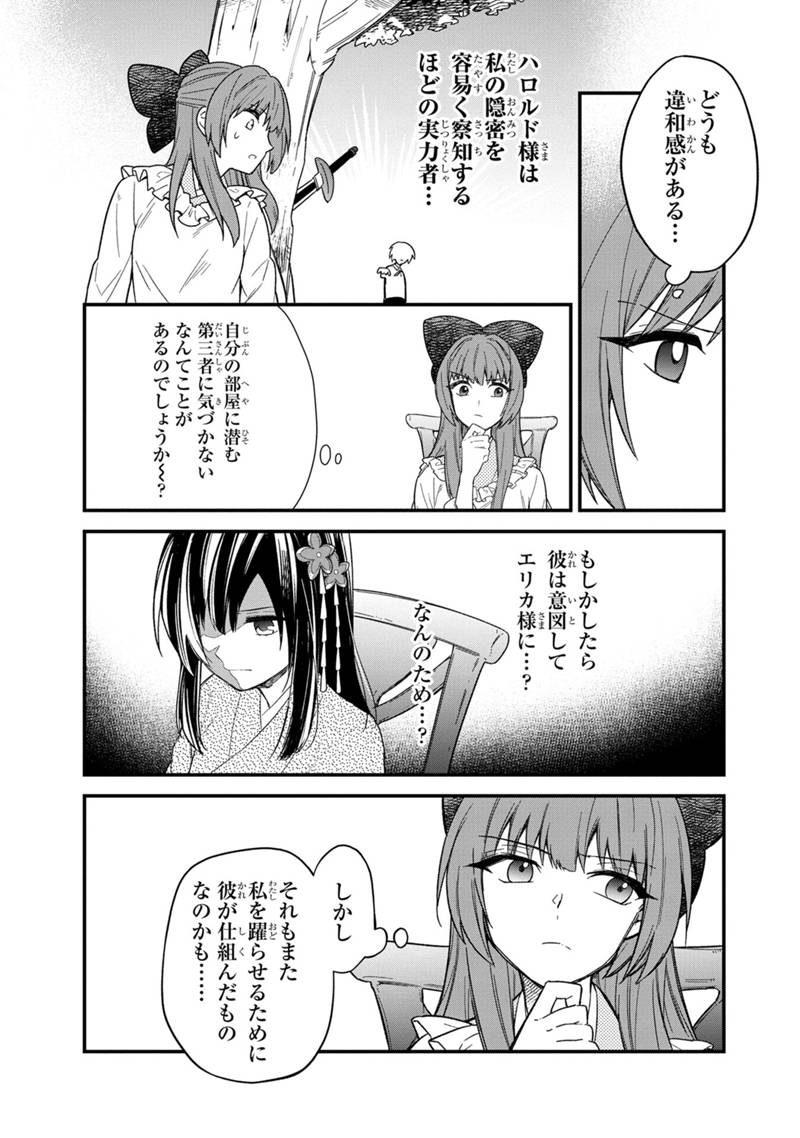 どうも
違和感がある…
ハロルド様は
私の隠密を
容易く察知する
ほどの実力者…
自分の部屋に潜む
第三者に気づかない
なんてことが
あるのでしょうか〜?
もしかしたら
彼は意図して
エリカ様に…?
なんのため…?
しかし
それもまた
私を躍らせるために
彼が仕組んだもの
なのかも……